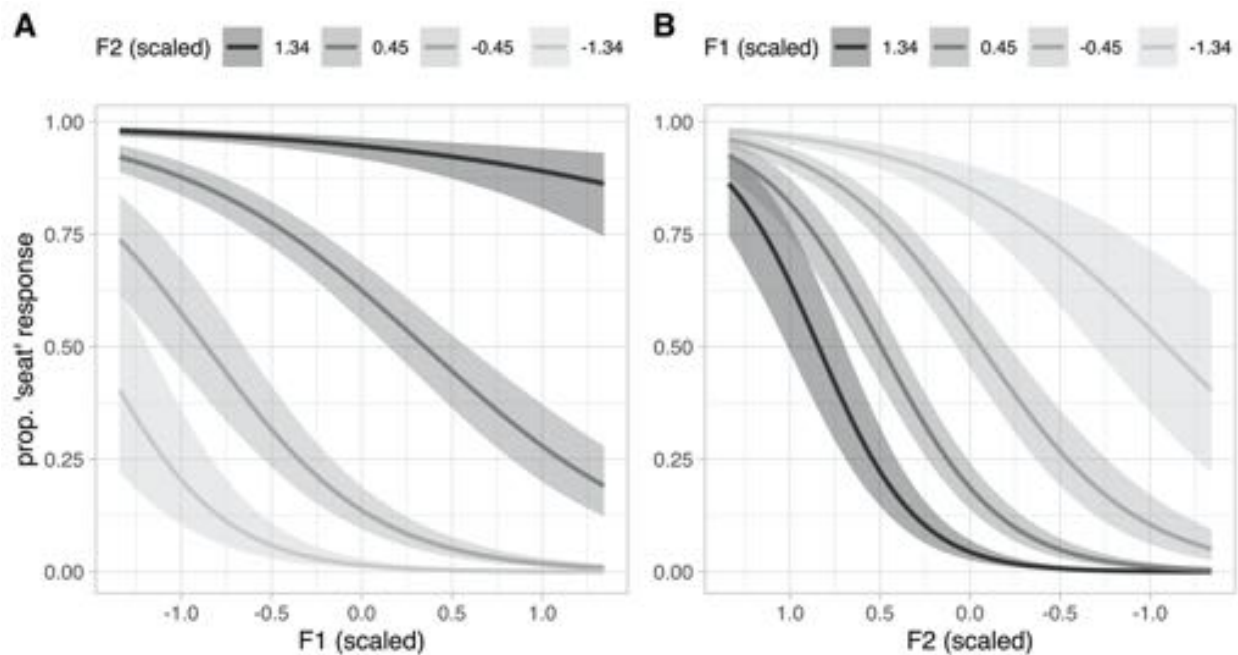 A
F2 (scaled) 1.34 0.45 -0.45 -1.34
prop. 'seat' response
1.00
0.75
0.50
0.25
0.00
-1.0 -0.5 0.0 0.5 1.0
F1 (scaled)
B
F1 (scaled) 1.34 0.45 -0.45 -1.34
1.00
0.75
0.50
0.25
0.00
1.0 0.5 0.0 -0.5 -1.0
F2 (scaled)